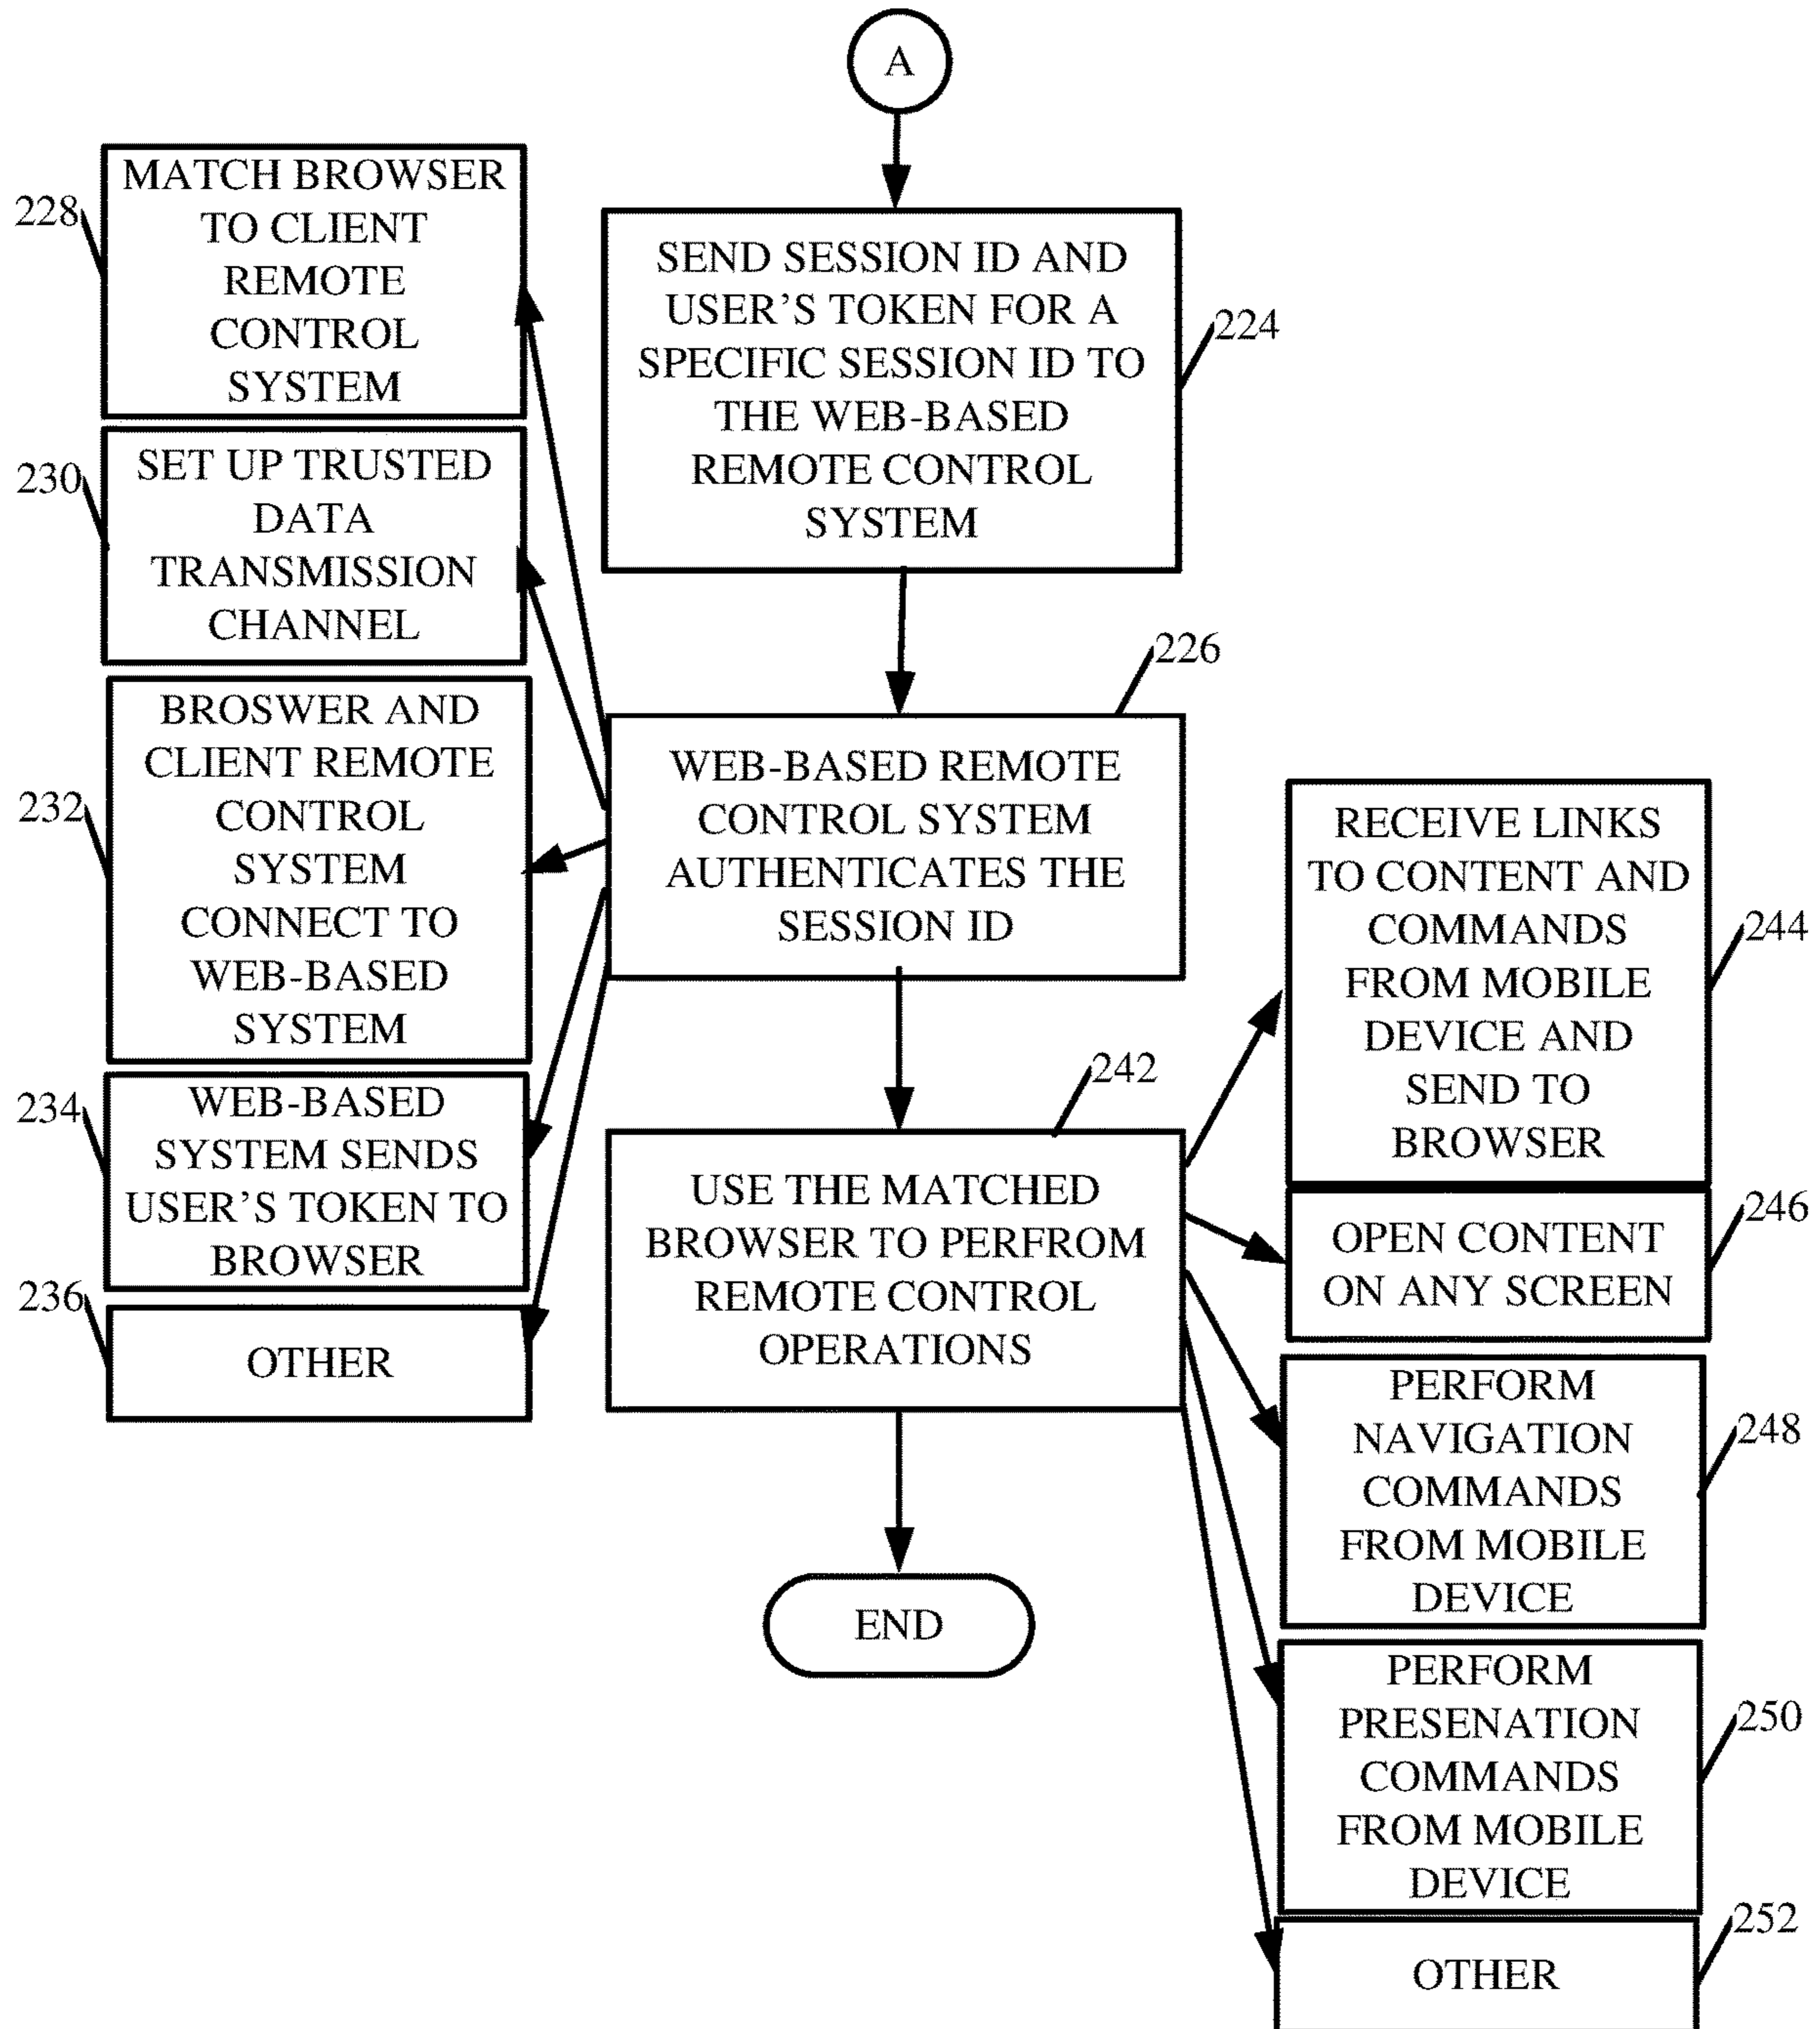 A
228
MATCH BROWSER
TO CLIENT
REMOTE
CONTROL
SYSTEM
SEND SESSION ID AND
USER'S TOKEN FOR A
SPECIFIC SESSION ID TO
THE WEB-BASED
REMOTE CONTROL
SYSTEM
224
230
SET UP TRUSTED
DATA
TRANSMISSION
CHANNEL
226
WEB-BASED REMOTE
CONTROL SYSTEM
AUTHENTICATES THE
SESSION ID
232
BROSWER AND
CLIENT REMOTE
CONTROL
SYSTEM
CONNECT TO
WEB-BASED
SYSTEM
234
WEB-BASED
SYSTEM SENDS
USER'S TOKEN TO
BROWSER
236
OTHER
242
USE THE MATCHED
BROWSER TO PERFROM
REMOTE CONTROL
OPERATIONS
RECEIVE LINKS
TO CONTENT AND
COMMANDS
FROM MOBILE
DEVICE AND
SEND TO
BROWSER
244
OPEN CONTENT
ON ANY SCREEN
246
PERFORM
NAVIGATION
COMMANDS
FROM MOBILE
DEVICE
248
PERFORM
PRESENATION
COMMANDS
FROM MOBILE
DEVICE
250
OTHER
252
END